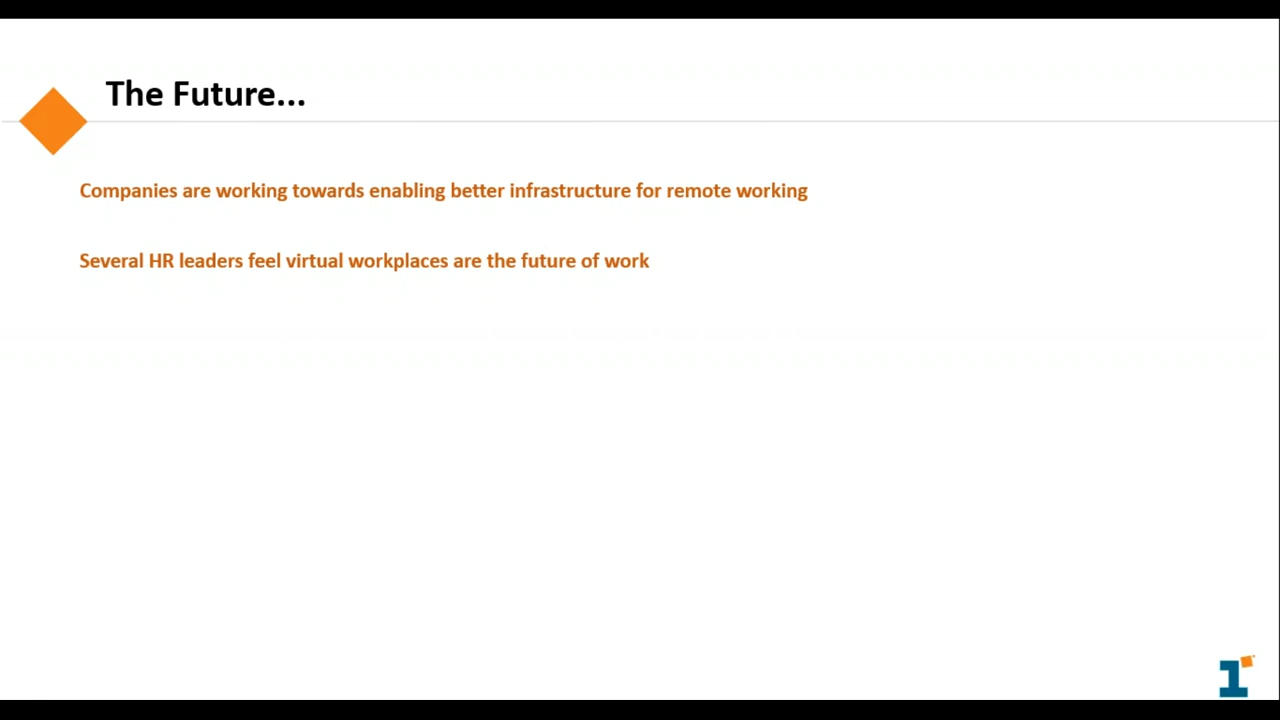 The Future...
Companies are working towards enabling better infrastructure for remote working
Several HR leaders feel virtual workplaces are the future of work
1